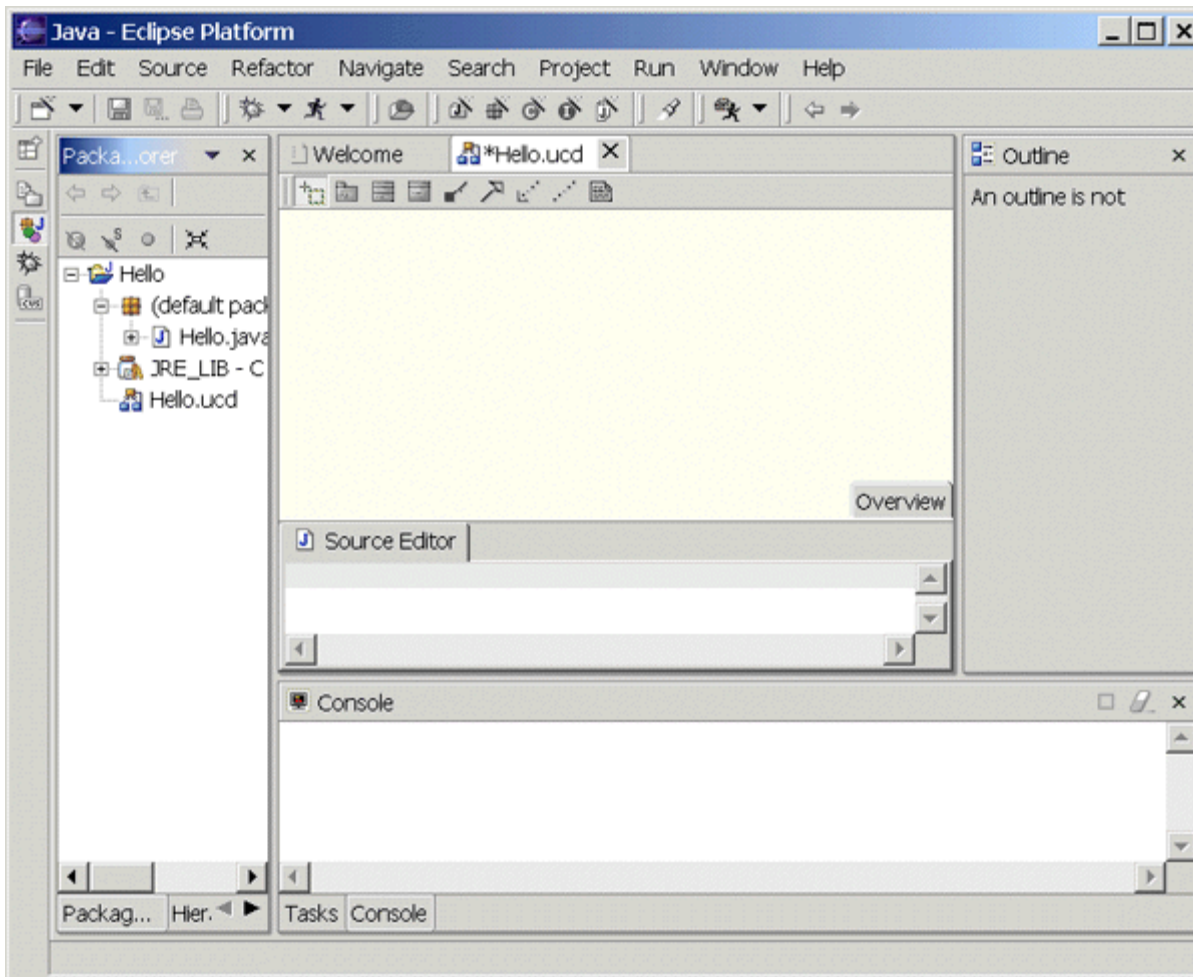 Java - Eclipse Platform
File Edit Source Refactor Navigate Search Project Run Window Help
Packa...orer
Welcome
*Hello.ucd
Outline
An outline is not
Hello
(default pack
Hello.java
JRE_LIB - C
Hello.ucd
Overview
Source Editor
Console
Packag... Hier.
Tasks Console